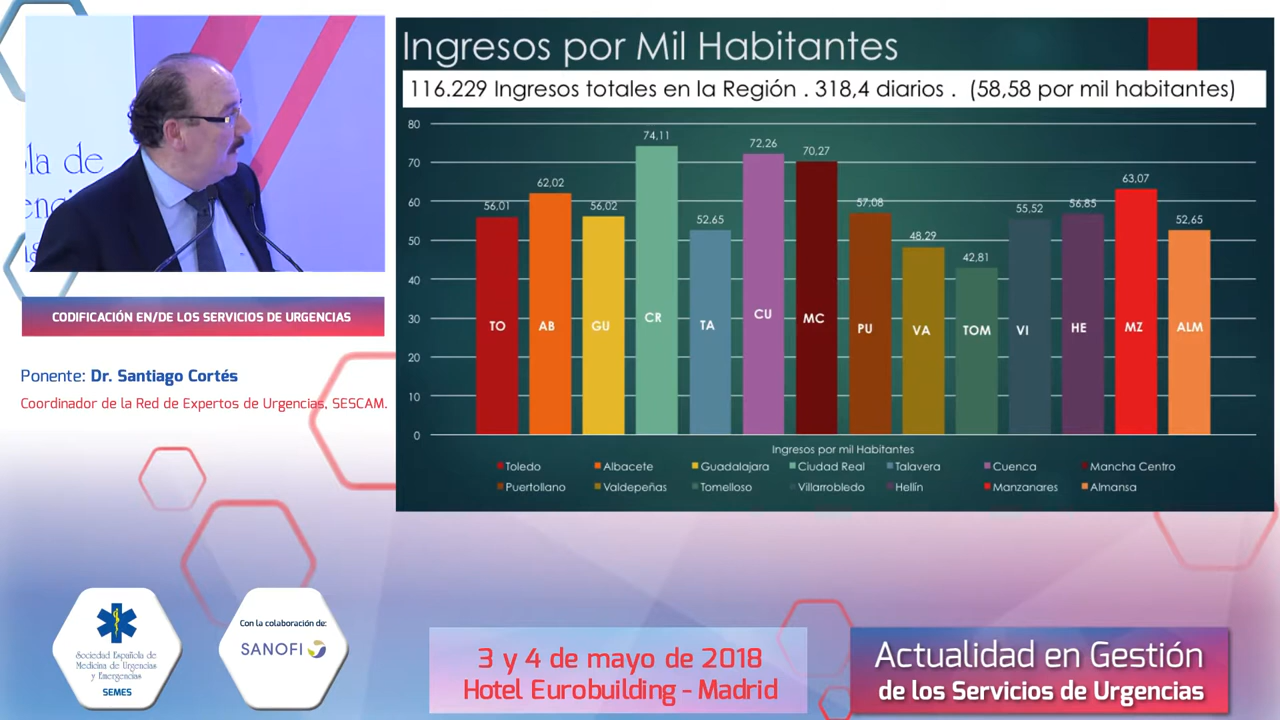 la de
enc
CODIFICACIÓN EN/DE LOS SERVICIOS DE URGENCIAS
Ponente: Dr. Santiago Cortés
Coordinador de la Red de Expertos de Urgencias, SESCAM.
Ingresos por Mil Habitantes
116.229 Ingresos totales en la Región . 318,4 diarios . (58,58 por mil habitantes)
80
70
60
50
40
30
20
10
0
56,01
62,02
56,02
74,11
52,65
72,26
70,27
57,08
48,29
42,81
55,52
56,85
63,07
52,65
TO AB GU CR TA CU MC PU VA TOM VI HE MZ ALM
Ingresos por mil Habitantes
Toledo Albacete Guadalajara Ciudad Real Talavera Cuenca Mancha Centro
Puertollano Valdepeñas Tomelloso Villarrobledo Hellín Manzanares Almansa
Sociedad Española de
Medicina de Urgencias
y Emergencias
SEMES
Con la colaboración de:
SANOFI
3 y 4 de mayo de 2018
Hotel Eurobuilding - Madrid
Actualidad en Gestión
de los Servicios de Urgencias